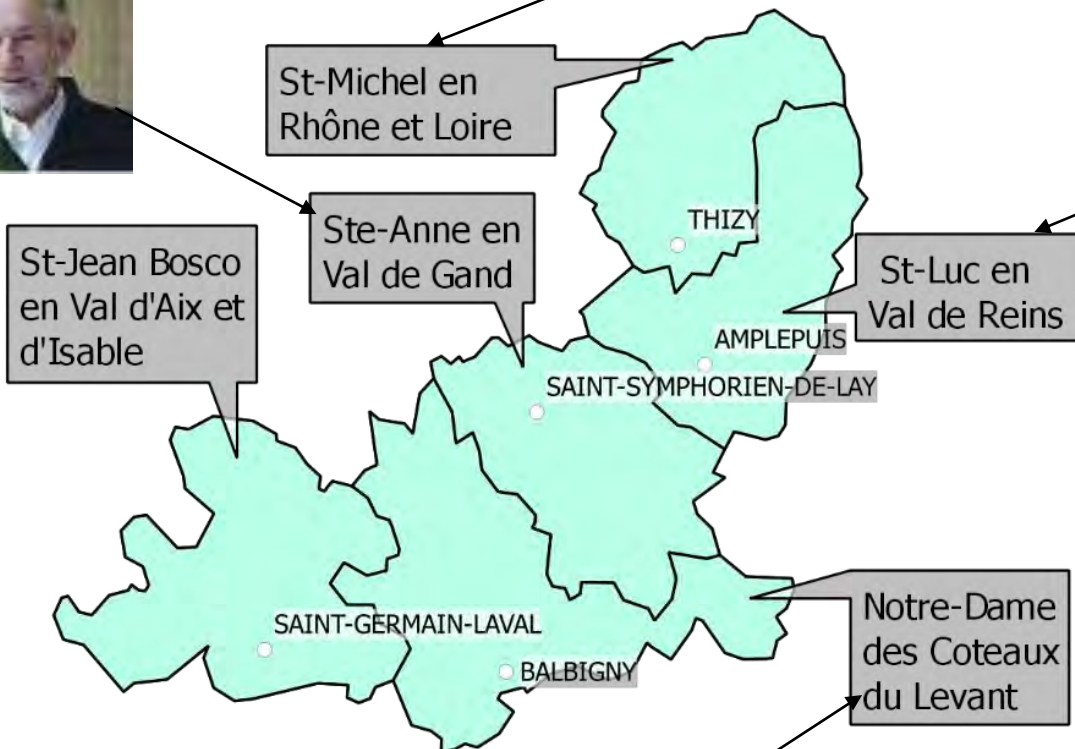 St-Michel en
Rhône et Loire
THIZY
Ste-Anne en
Val de Gand
St-Jean Bosco
en Val d'Aix et
d'Isable
St-Luc en
Val de Reins
AMPLEPUIS
SAINT-SYMPHORIEN-DE-LAY
SAINT-GERMAIN-LAVAL
BALBIGNY
Notre-Dame
des Coteaux
du Levant